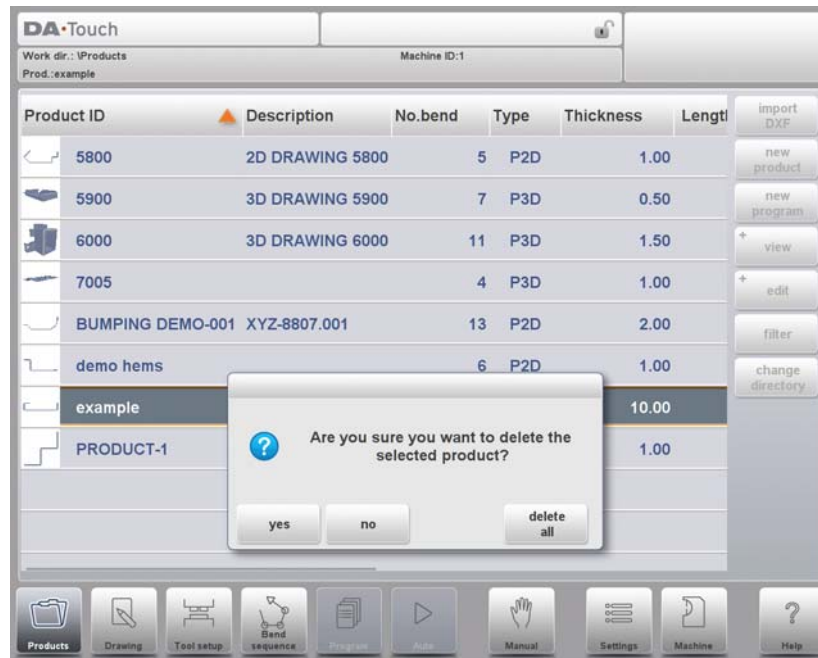 DA•Touch
Work dir.: \Products
Machine ID:1
Prod.:example
Product ID Description No.bend Type Thickness Lengtl
5800 2D DRAWING 5800 5 P2D 1.00
5900 3D DRAWING 5900 7 P3D 0.50
6000 3D DRAWING 6000 11 P3D 1.50
7005 4 P3D 1.00
BUMPING DEMO-001 XYZ-8807.001 13 P2D 2.00
demo hems 6 P2D 1.00
example 10.00
PRODUCT-1 1.00
import
DXF
new
product
new
program
+ view
+ edit
filter
change
directory
? Are you sure you want to delete the
selected product?
yes no delete
all
Products Drawing Tool setup Bend
sequence Program Auto Manual Settings Machine ? Help